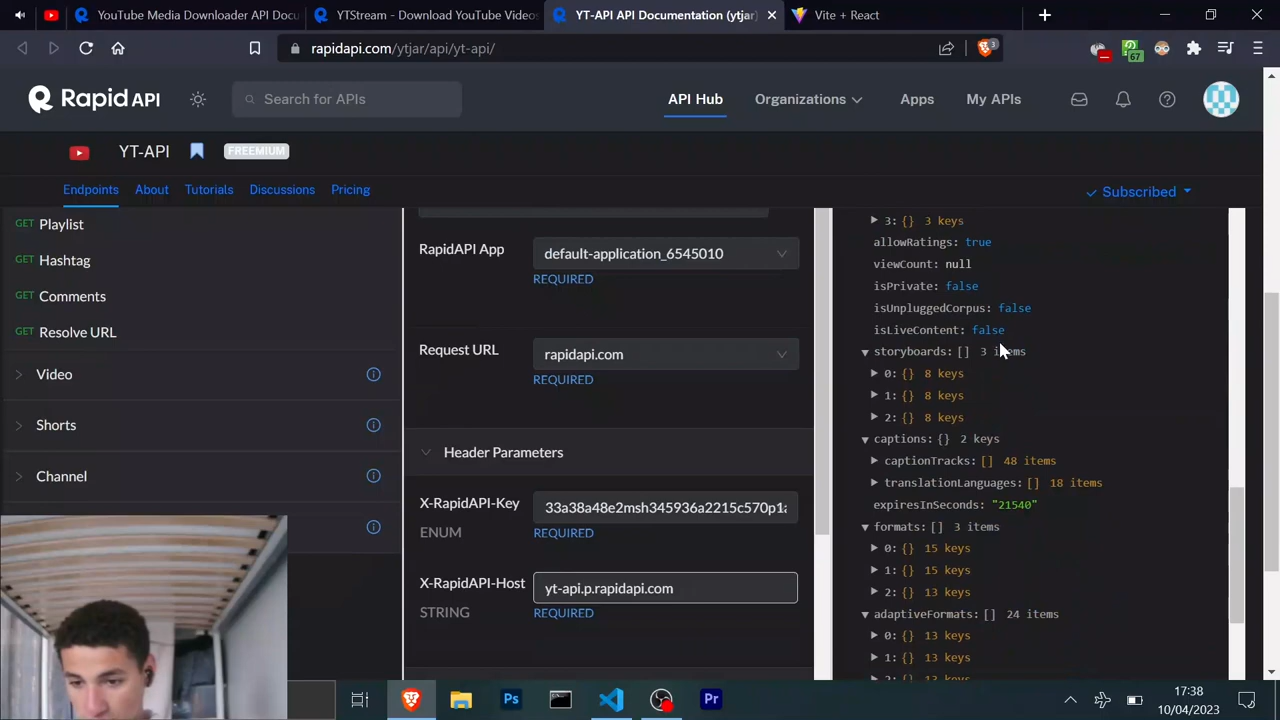 YouTube Media Downloader API Docu
YTStream - Download YouTube Videos
YT-API API Documentation (ytjar
Vite + React
rapidapi.com/ytjar/api/yt-api/
3
67
Rapid API
Search for APIs
API Hub
Organizations
Apps
My APIs
YT-API
FREEMIUM
Endpoints
About
Tutorials
Discussions
Pricing
Subscribed
GET Playlist
GET Hashtag
GET Comments
GET Resolve URL
Video
Shorts
Channel
RapidAPI App
default-application_6545010
REQUIRED
Request URL
rapidapi.com
REQUIRED
Header Parameters
X-RapidAPI-Key
33a38a48e2msh345936a2215c570p1
ENUM
REQUIRED
X-RapidAPI-Host
yt-api.p.rapidapi.com
STRING
REQUIRED
3: {} 3 keys
allowRatings: true
viewCount: null
isPrivate: false
isUnpluggedCorpus: false
isLiveContent: false
storyboards: [] 3 items
0: {} 8 keys
1: {} 8 keys
2: {} 8 keys
captions: {} 2 keys
captionTracks: [] 48 items
translationLanguages: [] 18 items
expiresInSeconds: "21540"
formats: [] 3 items
0: {} 15 keys
1: {} 15 keys
2: {} 13 keys
adaptiveFormats: [] 24 items
0: {} 13 keys
1: {} 13 keys
2: {} 13 keys
Ps
Pr
17:38
10/04/2023